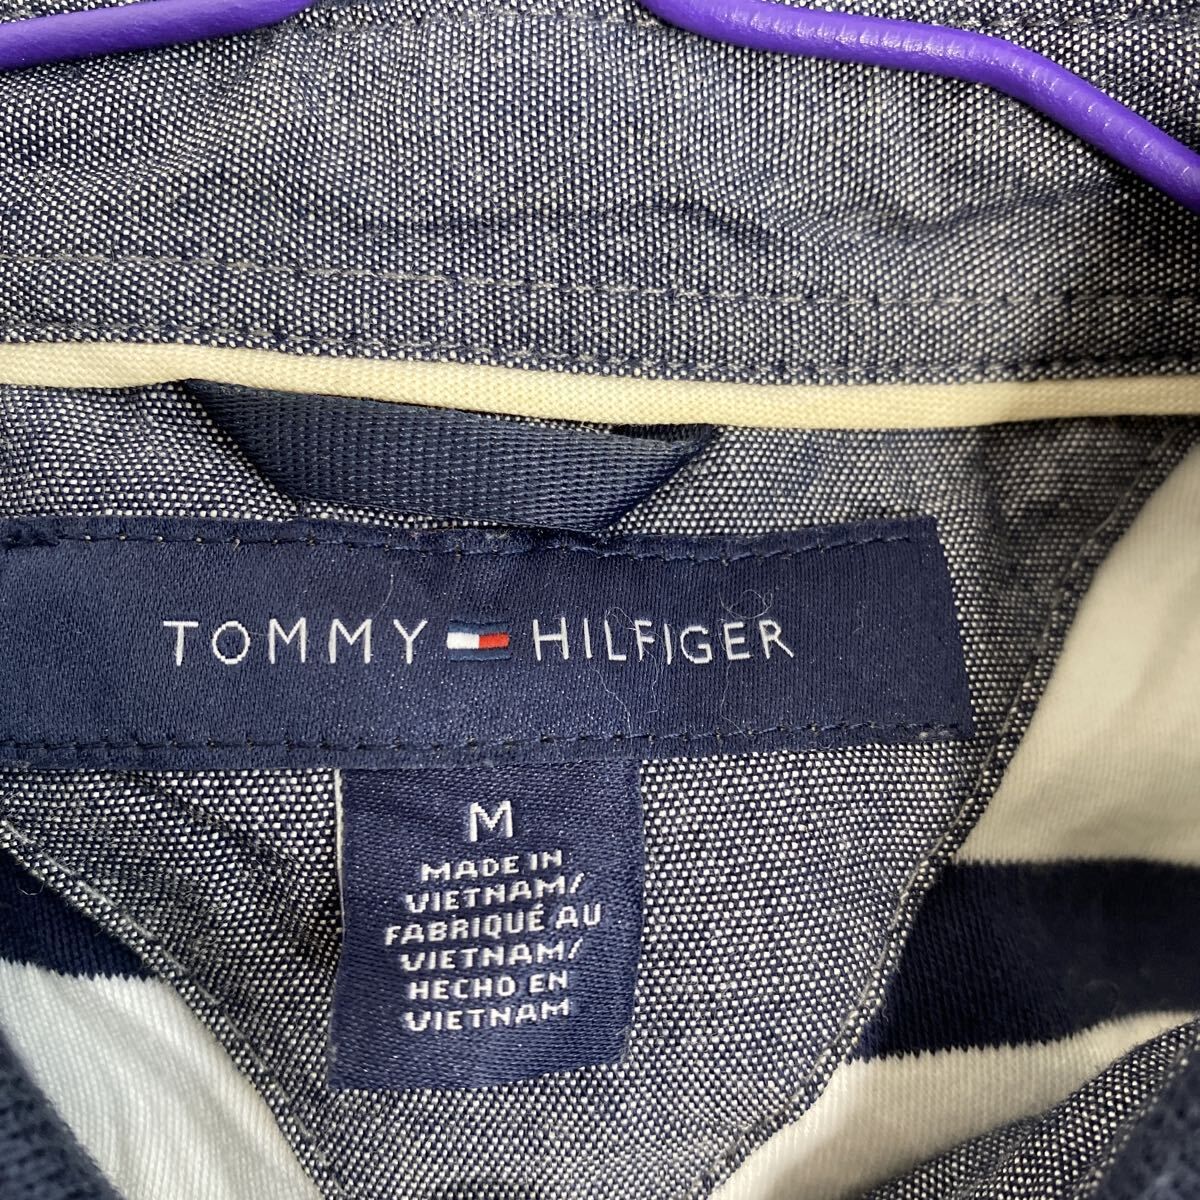 TOMMY HILFIGER
M
MADE IN
VIETNAM/
FABRIQUÉ AU
VIETNAM/
HECHO EN
VIETNAM